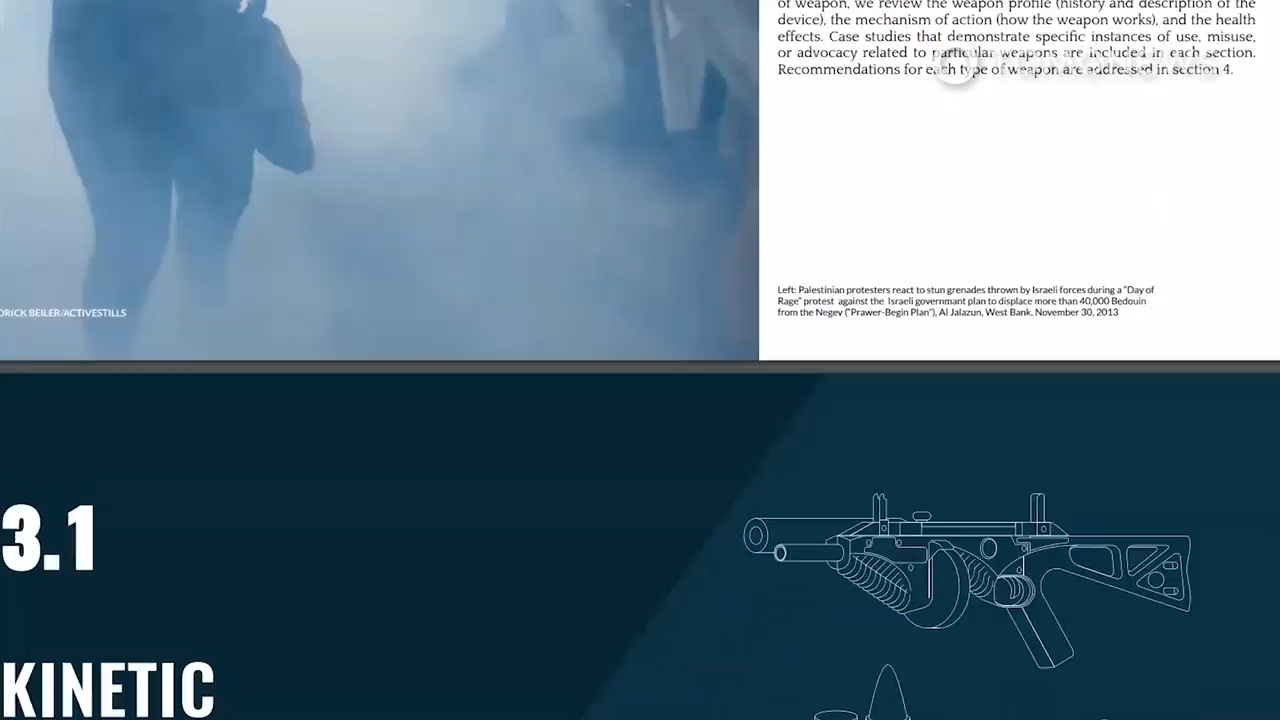 of weapon, we review the weapon profile (history and description of the
device), the mechanism of action (how the weapon works), and the health
effects. Case studies that demonstrate specific instances of use, misuse,
or advocacy related to particular weapons are included in each section.
Recommendations for each type of weapon are addressed in section 4.
Left: Palestinian protesters react to stun grenades thrown by Israeli forces during a "Day of
Rage" protest against the Israeli governmant plan to displace more than 40,000 Bedouin
from the Negev ("Prawer-Begin Plan"), Al Jalazun, West Bank. November 30, 2013
DRICK BEILER/ACTIVESTILLS
3.1
KINETIC